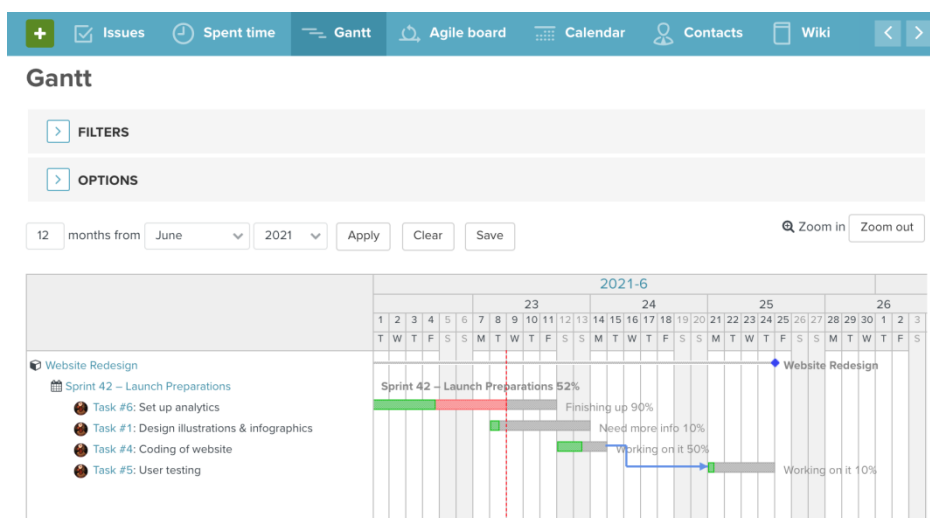 + Issues Spent time Gantt Agile board Calendar Contacts Wiki < >
Gantt
> FILTERS
> OPTIONS
12 months from June 2021 Apply Clear Save Zoom in Zoom out
2021-6
23 24 25 26
1 2 3 4 5 6 7 8 9 10 11 12 13 14 15 16 17 18 19 20 21 22 23 24 25 26 27 28 29 30 1 2 3
T W T F S S M T W T F S S M T W T F S S M T W T F S S M T W T F S
Website Redesign Website Redesign
Sprint 42 – Launch Preparations Sprint 42 – Launch Preparations 52%
Task #6: Set up analytics Finishing up 90%
Task #1: Design illustrations & infographics Need more info 10%
Task #4: Coding of website Working on it 50%
Task #5: User testing Working on it 10%